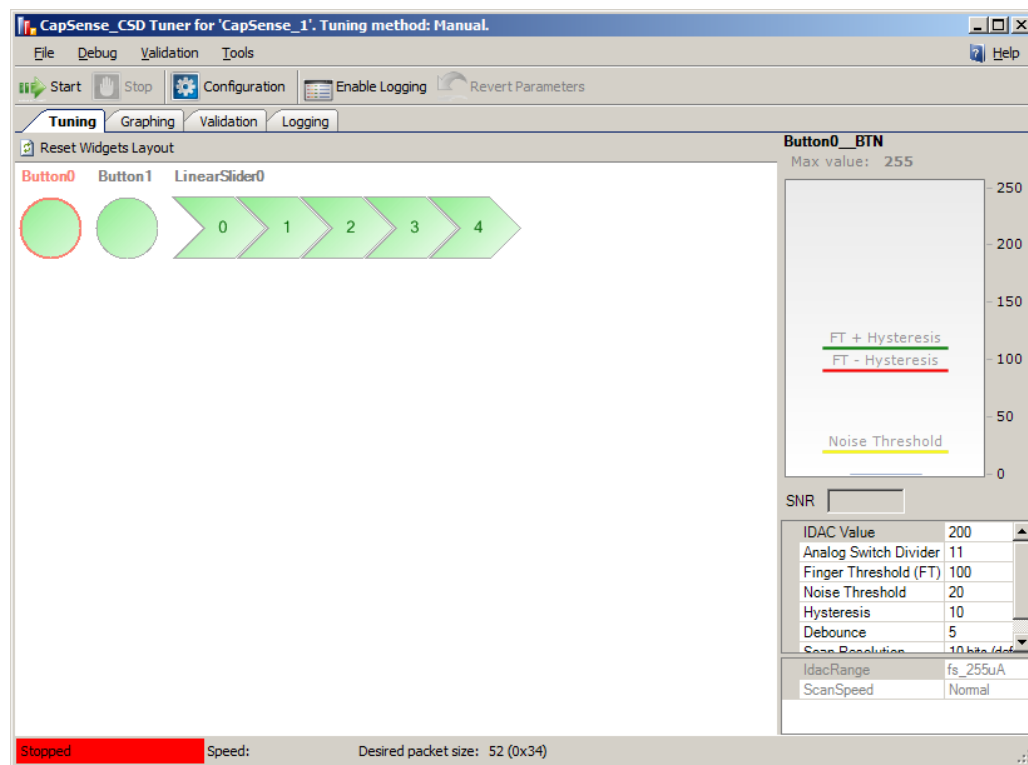 CapSense_CSD Tuner for 'CapSense_1'. Tuning method: Manual.
File Debug Validation Tools Help
Start Stop Configuration Enable Logging Revert Parameters
Tuning Graphing Validation Logging
Reset Widgets Layout
Button0 Button1 LinearSlider0
0 1 2 3 4
Button0__BTN
Max value: 255
250
200
150
FT + Hysteresis
FT - Hysteresis
100
50
Noise Threshold
0
SNR
IDAC Value 200
Analog Switch Divider 11
Finger Threshold (FT) 100
Noise Threshold 20
Hysteresis 10
Debounce 5
Scan Resolution 10 bits
IdacRange fs_255uA
ScanSpeed Normal
Stopped Speed: Desired packet size: 52 (0x34)